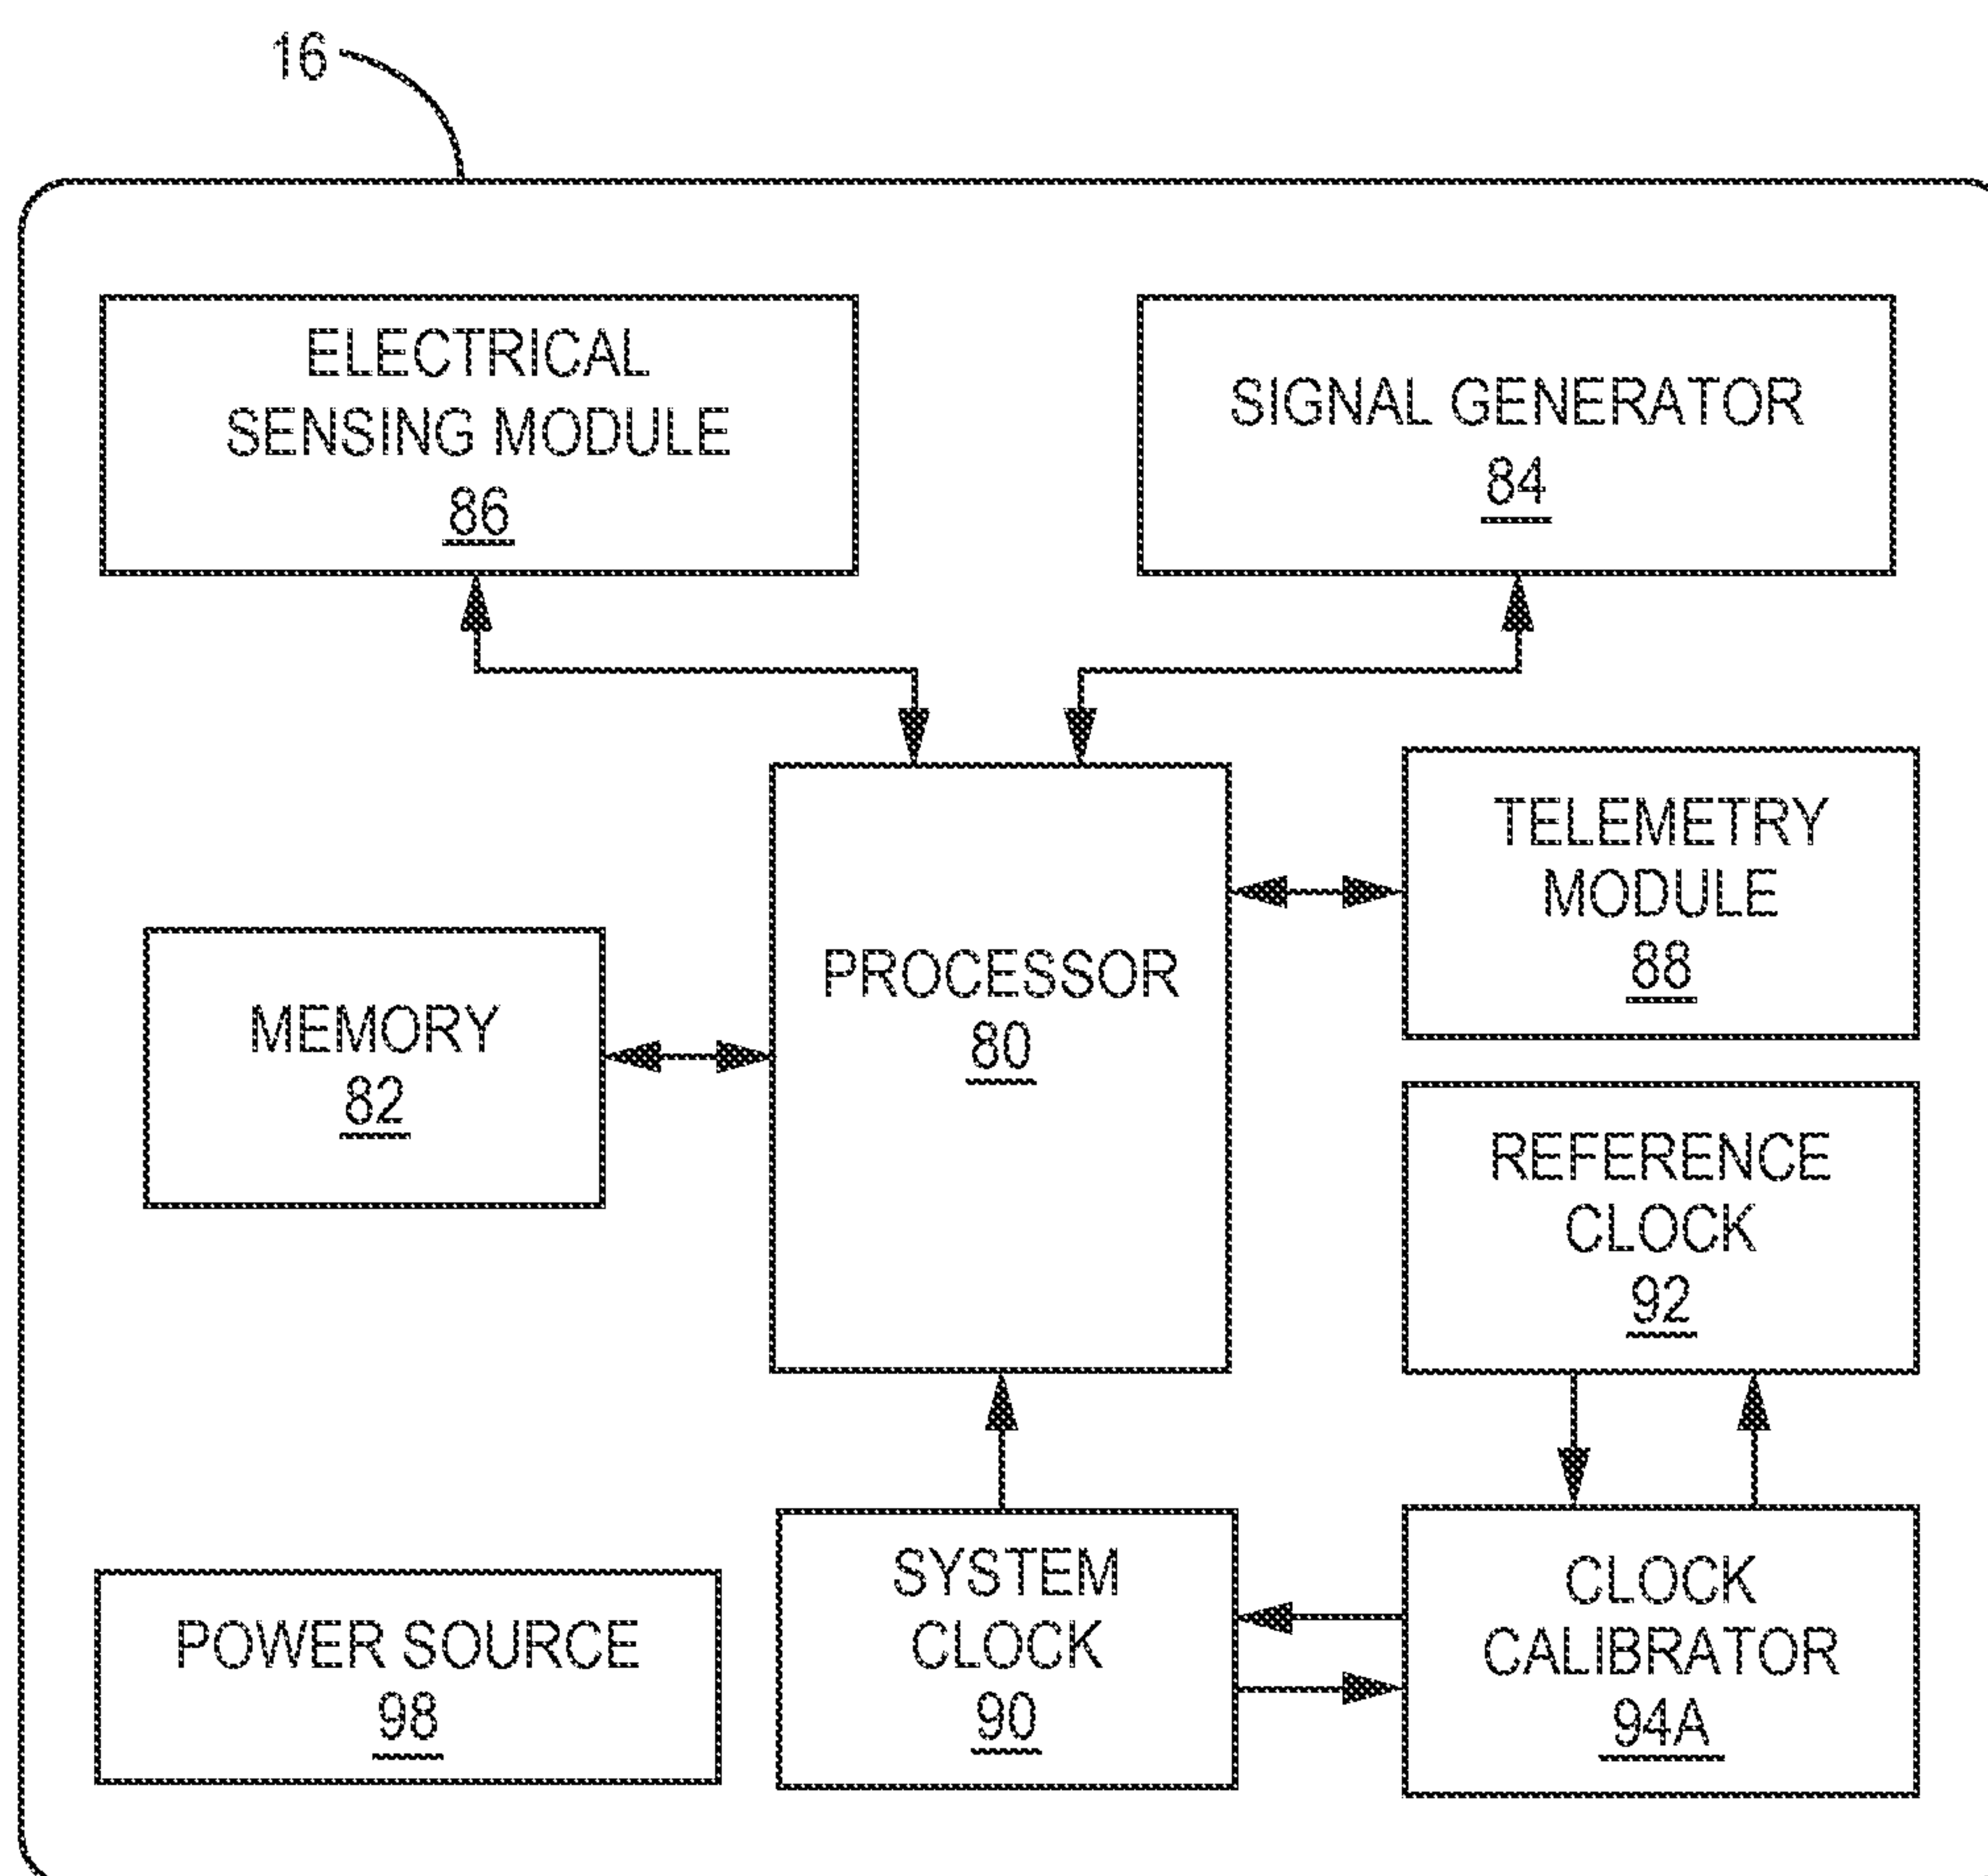 16
ELECTRICAL
SENSING MODULE
86
SIGNAL GENERATOR
84
TELEMETRY
MODULE
88
PROCESSOR
80
MEMORY
82
REFERENCE
CLOCK
92
SYSTEM
CLOCK
90
CLOCK
CALIBRATOR
94A
POWER SOURCE
98